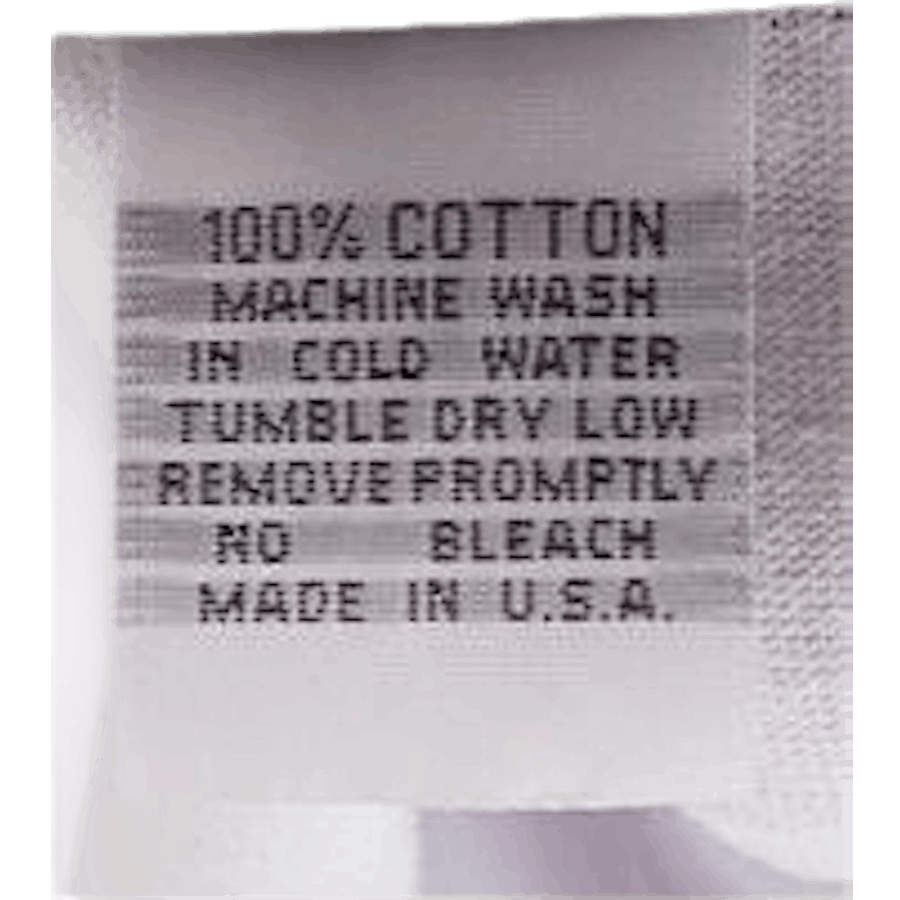 100% COTTON
MACHINE WASH
IN COLD WATER
TUMBLE DRY LOW
REMOVE PROMPTLY
NO BLEACH
MADE IN U.S.A.